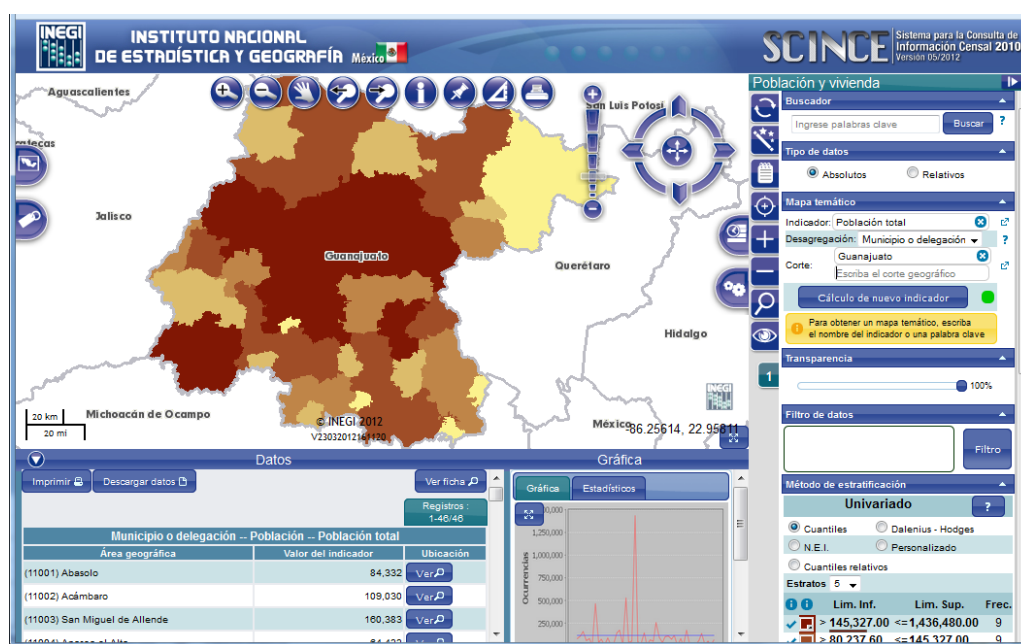 INEGI
INSTITUTO NACIONAL
DE ESTADÍSTICA Y GEOGRAFÍA México
SCINCE
Sistema para la Consulta de
Información Censal 2010
Versión 05/2012
Aguascalientes
San Luis Potosí
Jalisco
Guanajuato
Querétaro
Hidalgo
Michoacán de Ocampo
México
20 km
20 mi
© INEGI 2012
V23032012161120
-86.25614, 22.95811
INEGI
Población y vivienda
Buscador
Ingrese palabras clave
Buscar
?
Tipo de datos
Absolutos
Relativos
Mapa temático
Indicador: Población total
Desagregación: Municipio o delegación
?
Corte: Guanajuato
Escriba el corte geográfico
Cálculo de nuevo indicador
Para obtener un mapa temático, escriba
el nombre del indicador o una palabra clave
1
Transparencia
100%
Filtro de datos
Filtro
Método de estratificación
Univariado
?
Cuantiles
Dalenius - Hodges
N.E.I.
Personalizado
Cuantiles relativos
Estratos 5
Lim. Inf. Lim. Sup. Frec.
> 145,327.00 <=1,436,480.00 9
> 80,237.60 <=145,327.00 9
Datos
Imprimir
Descargar datos
Ver ficha
Registros :
1-46/46
Municipio o delegación -- Población -- Población total
Área geográfica Valor del indicador Ubicación
(11001) Abasolo 84,332 Ver
(11002) Acámbaro 109,030 Ver
(11003) San Miguel de Allende 160,383 Ver
Gráfica
Gráfica
Estadísticos
Ocurrencias
1,250,000
1,000,000
750,000
500,000
250,000